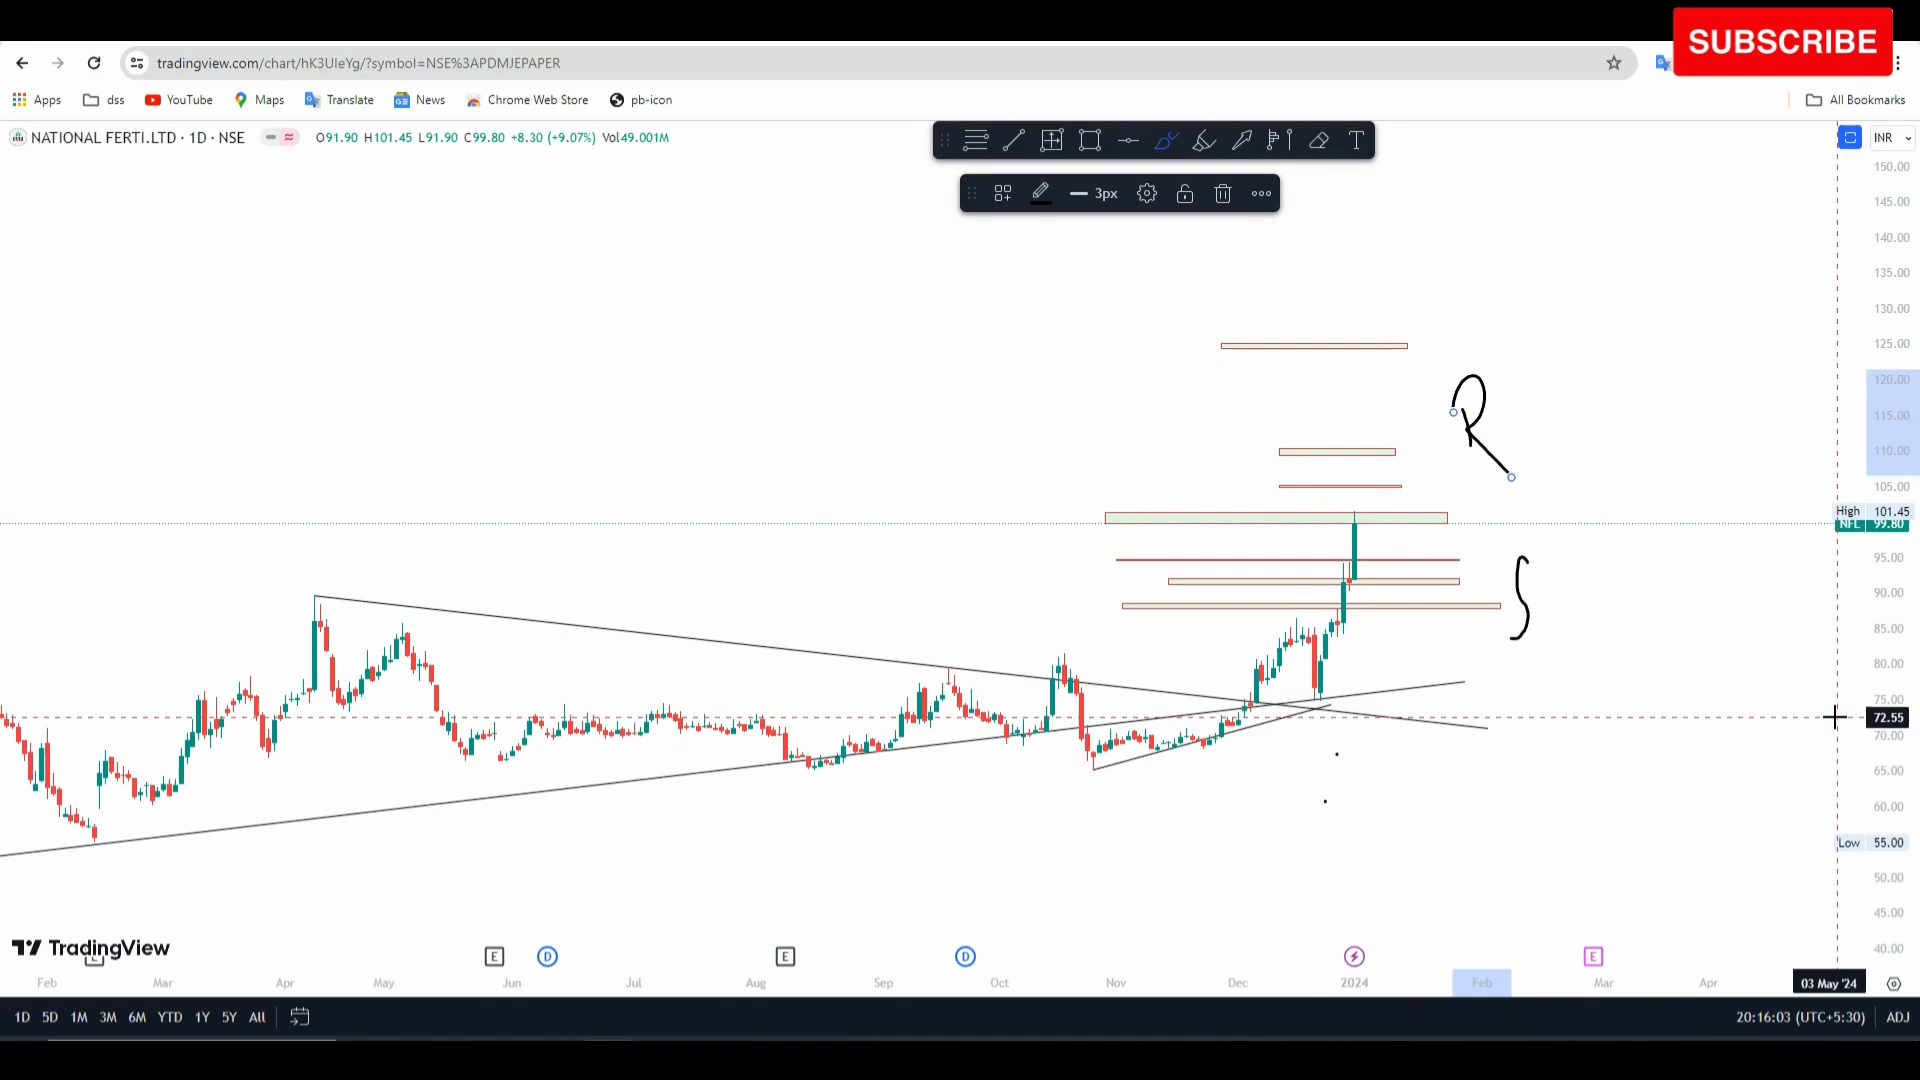 SUBSCRIBE
tradingview.com/chart/hK3UIeYg/?symbol=NSE%3APDMJEPAPER
Apps dss YouTube Maps Translate News Chrome Web Store pb-icon All Bookmarks
NATIONAL FERTI.LTD · 1D · NSE O91.90 H101.45 L91.90 C99.80 +8.30 (+9.07%) Vol49.001M
INR
3px
150.00
145.00
140.00
135.00
130.00
125.00
120.00
115.00
110.00
105.00
High 101.45
NFL 99.80
95.00
90.00
85.00
80.00
75.00
72.55
70.00
65.00
60.00
Low 55.00
50.00
45.00
40.00
R
S
TradingView
E D E D E
Feb Mar Apr May Jun Jul Aug Sep Oct Nov Dec 2024 Feb Mar Apr 03 May '24
1D 5D 1M 3M 6M YTD 1Y 5Y All 20:16:03 (UTC+5:30) ADJ